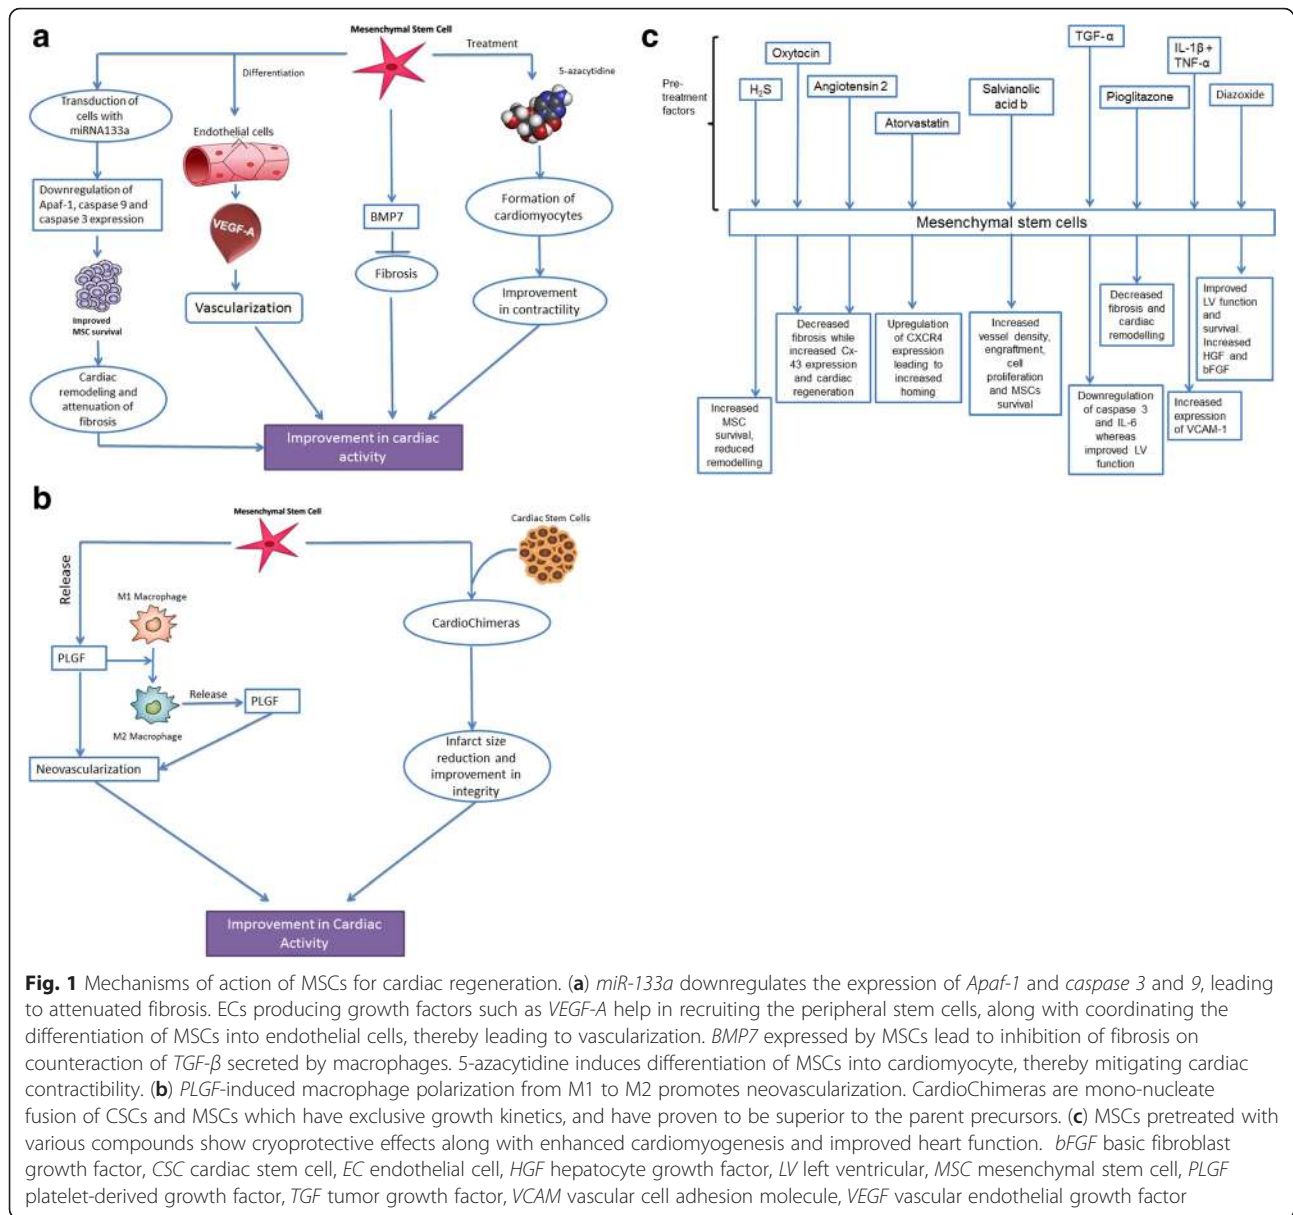 a
Mesenchymal Stem Cell
Treatment
Differentiation
5-azacytidine
Transduction of
cells with
miRNA133a
Endothelial cells
Downregulation of
Apaf-1, caspase 9 and
caspase 3 expression
VEGF-A
BMP7
Formation of
cardiomyocytes
Fibrosis
Improved
MSC survival
Vascularization
Improvement
in contractility
Cardiac
remodeling and
attenuation of
fibrosis
Improvement in cardiac
activity
b
Mesenchymal Stem Cell
Cardiac Stem Cells
Release
M1 Macrophage
CardioChimeras
PLGF
Release
PLGF
M2 Macrophage
Neovascularization
Infarct size
reduction and
improvement in
integrity
Improvement in Cardiac
Activity
c
Pre-
treatment
factors
H2S
Oxytocin
Angiotensin 2
Atorvastatin
Salvianolic
acid b
TGF-α
Pioglitazone
IL-1β+
TNF-α
Diazoxide
Mesenchymal stem cells
Increased
MSC
survival,
reduced
remodelling
Decreased
fibrosis while
increased Cx-
43 expression
and cardiac
regeneration
Upregulation
of CXCR4
expression
leading to
increased
homing
Increased
vessel density,
engraftment,
cell
proliferation
and MSCs
survival
Downregulation
of caspase 3
and IL-6
whereas
improved LV
function
Decreased
fibrosis and
cardiac
remodelling
Increased
expression
of VCAM-1
Improved
LV function
and
survival.
Increased
HGF and
bFGF
Fig. 1 Mechanisms of action of MSCs for cardiac regeneration. (a) miR-133a downregulates the expression of Apaf-1 and caspase 3 and 9, leading
to attenuated fibrosis. ECs producing growth factors such as VEGF-A help in recruiting the peripheral stem cells, along with coordinating the
differentiation of MSCs into endothelial cells, thereby leading to vascularization. BMP7 expressed by MSCs lead to inhibition of fibrosis on
counteraction of TGF-β secreted by macrophages. 5-azacytidine induces differentiation of MSCs into cardiomyocyte, thereby mitigating cardiac
contractibility. (b) PLGF-induced macrophage polarization from M1 to M2 promotes neovascularization. CardioChimeras are mono-nucleate
fusion of CSCs and MSCs which have exclusive growth kinetics, and have proven to be superior to the parent precursors. (c) MSCs pretreated with
various compounds show cryoprotective effects along with enhanced cardiomyogenesis and improved heart function. bFGF basic fibroblast
growth factor, CSC cardiac stem cell, EC endothelial cell, HGF hepatocyte growth factor, LV left ventricular, MSC mesenchymal stem cell, PLGF
platelet-derived growth factor, TGF tumor growth factor, VCAM vascular cell adhesion molecule, VEGF vascular endothelial growth factor